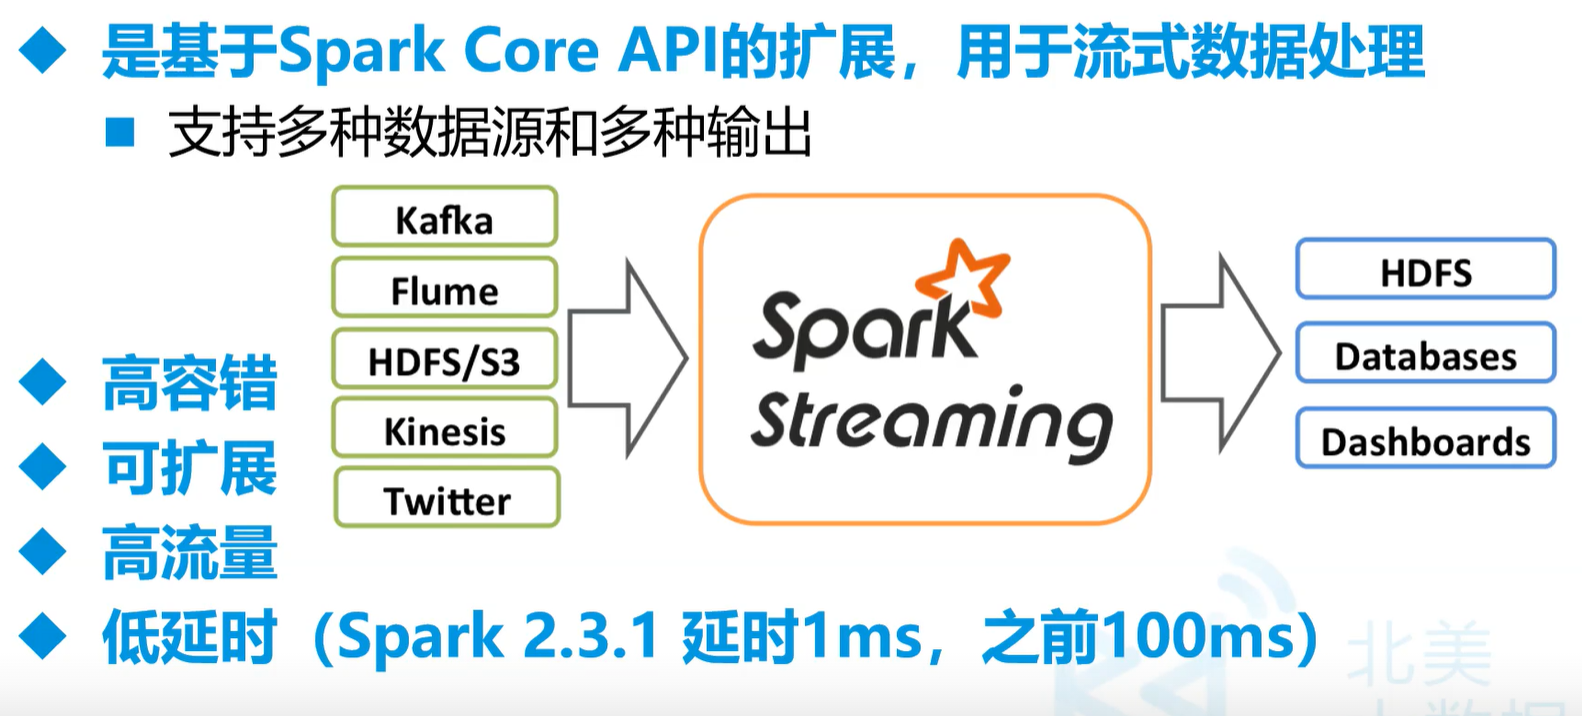 是基于Spark Core API的扩展，用于流式数据处理
支持多种数据源和多种输出
Kafka
Flume
HDFS/S3
Kinesis
Twitter
Spark
Streaming
HDFS
Databases
Dashboards
高容错
可扩展
高流量
低延时（Spark 2.3.1 延时1ms，之前100ms）
北美
大数据